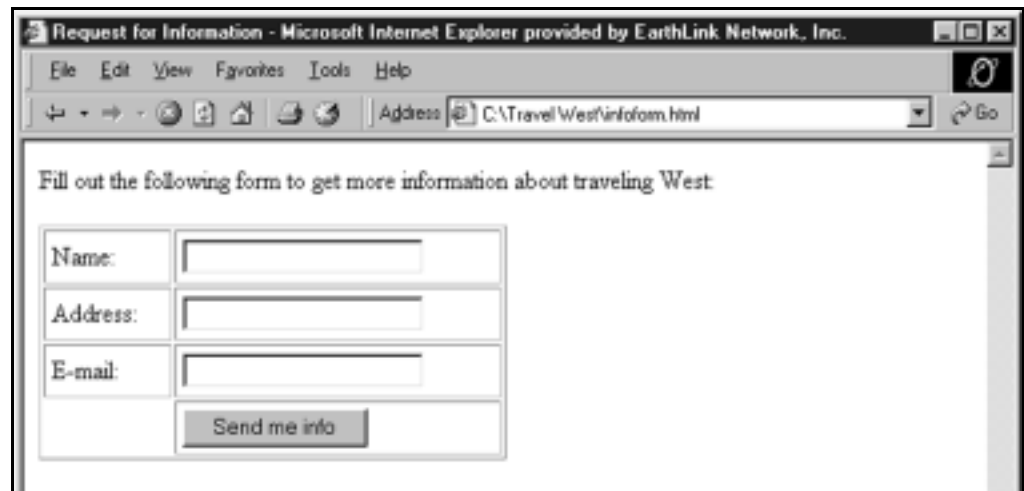 Request for Information - Microsoft Internet Explorer provided by EarthLink Network, Inc.
File Edit View Favorites Tools Help
Address C:\Travel West\infoform.html Go
Fill out the following form to get more information about traveling West:
Name:
Address:
E-mail:
Send me info